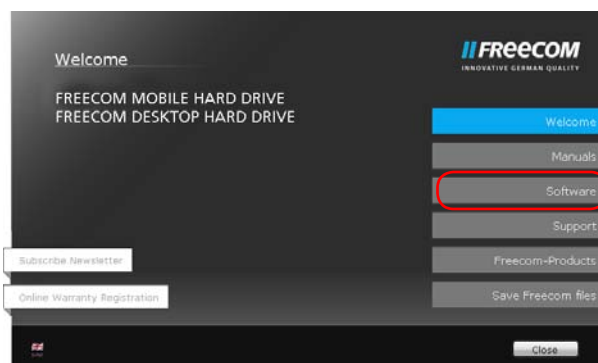 Welcome
FREECOM
INNOVATIVE GERMAN QUALITY
FREECOM MOBILE HARD DRIVE
FREECOM DESKTOP HARD DRIVE
Welcome
Manuals
Software
Support
Freecom-Products
Save Freecom files
Subscribe Newsletter
Online Warranty Registration
Close